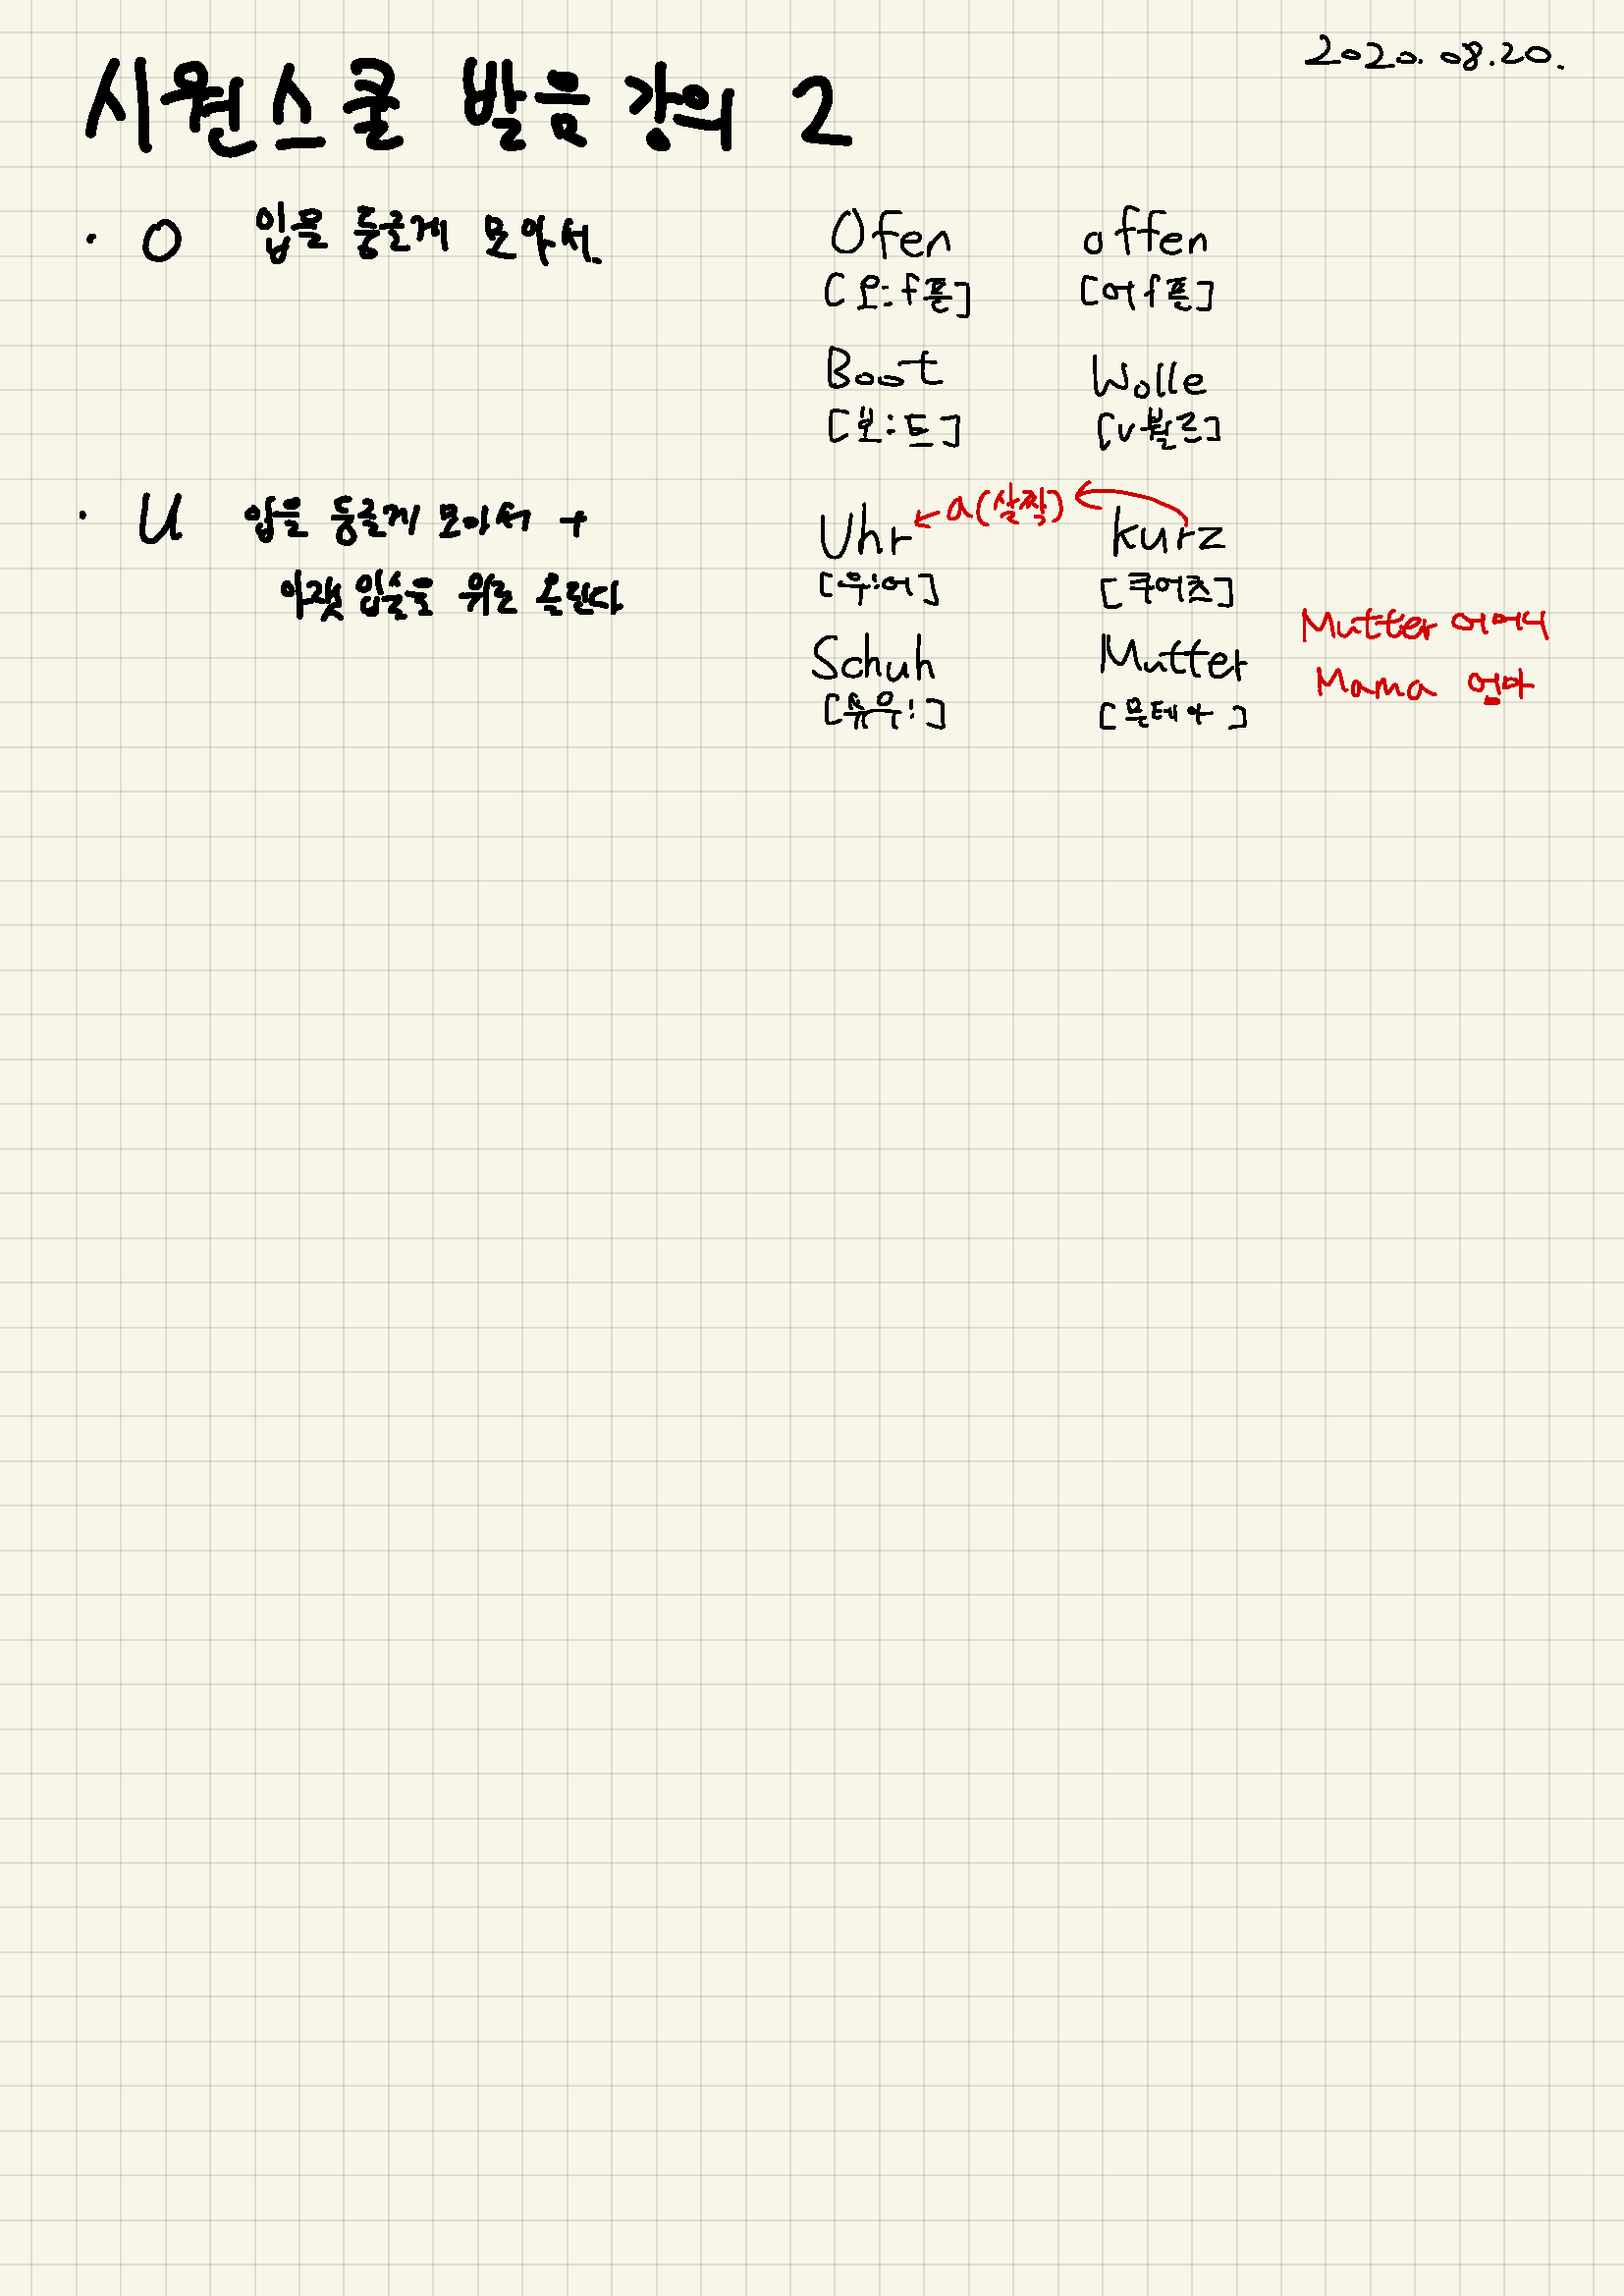 2020. 08.20.
시원스쿨 발음 강의 2
· O 입을 둥글게 모아서.
Ofen offen
[오:f픈] [어f픈]
Boot Wolle
[보:트] [v볼르]
· U 입을 둥글게 모아서 +
아랫 입술을 위로 올린다
Uhr ← a(살짝) kurz
[우:어] [쿠어츠]
Schuh Mutter
[슈우:] [문테아]
Mutter 어머니
Mama 엄마